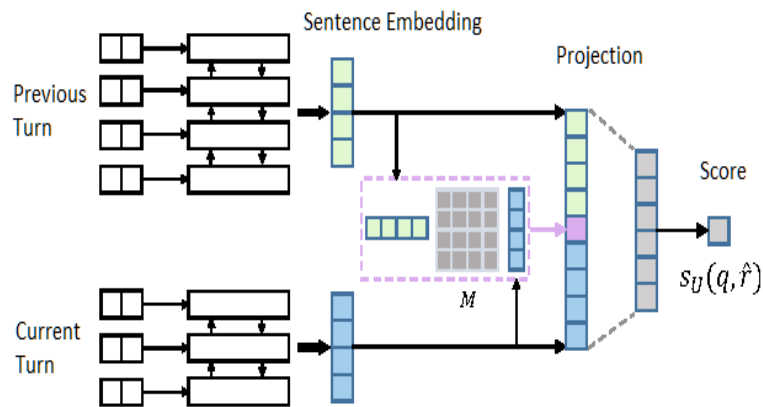 Sentence Embedding
Projection
Previous
Turn
Score
M
s_U(q, r̂)
Current
Turn